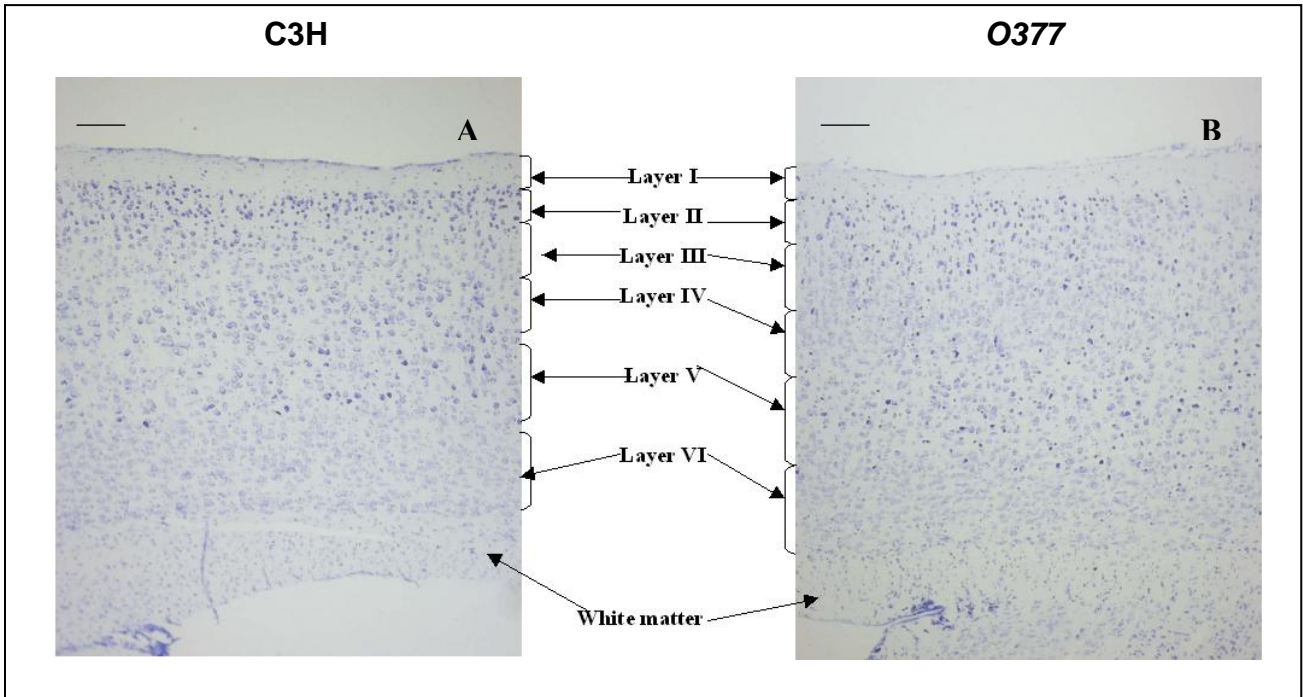 C3H
O377
A
B
Layer I
Layer II
Layer III
Layer IV
Layer V
Layer VI
White matter